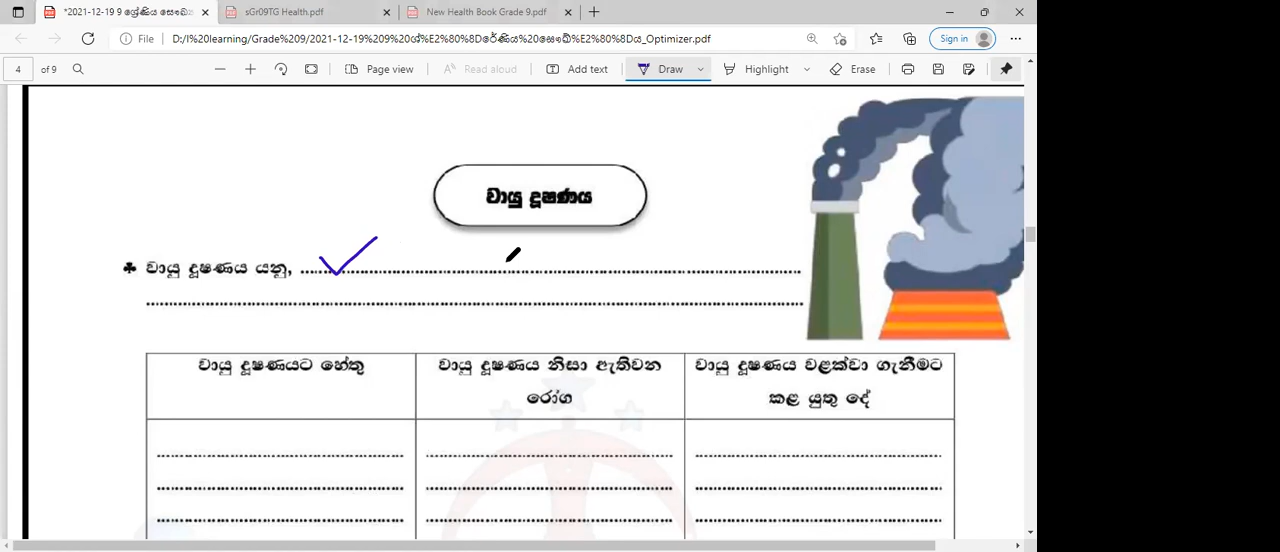 *2021-12-19 9 ශ්‍රේණිය සෞඛ්‍ය
sGr09TG Health.pdf
New Health Book Grade 9.pdf
File
D:/I%20learning/Grade%209/2021-12-19%209%20ශ්%E2%80%8Dරේණිය%20සෞඛ්%E2%80%8Dය_Optimizer.pdf
Sign in
4 of 9
Page view
Read aloud
Add text
Draw
Highlight
Erase
වායු දූෂණය
වායු දූෂණය යනු,
වායු දූෂණයට හේතු
වායු දූෂණය නිසා ඇතිවන
රෝග
වායු දූෂණය වළක්වා ගැනීමට
කළ යුතු දේ